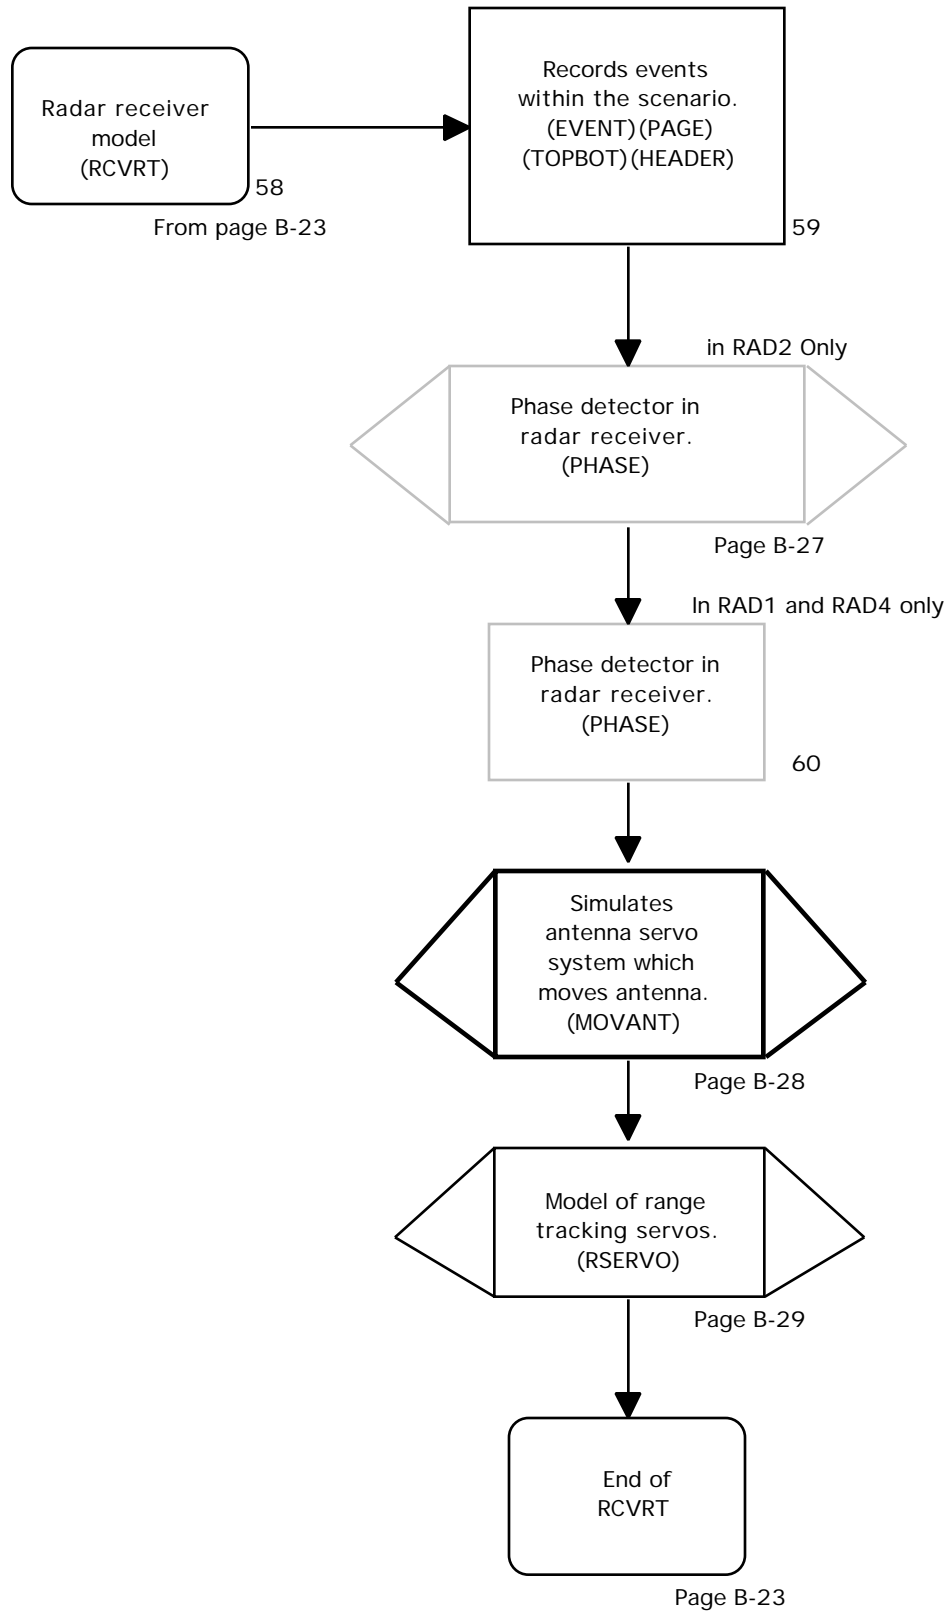 Radar receiver
model
(RCVRT)
58
From page B-23
Records events
within the scenario.
(EVENT)(PAGE)
(TOPBOT)(HEADER)
59
in RAD2 Only
Phase detector in
radar receiver.
(PHASE)
Page B-27
In RAD1 and RAD4 only
Phase detector in
radar receiver.
(PHASE)
60
Simulates
antenna servo
system which
moves antenna.
(MOVANT)
Page B-28
Model of range
tracking servos.
(RSERVO)
Page B-29
End of
RCVRT
Page B-23